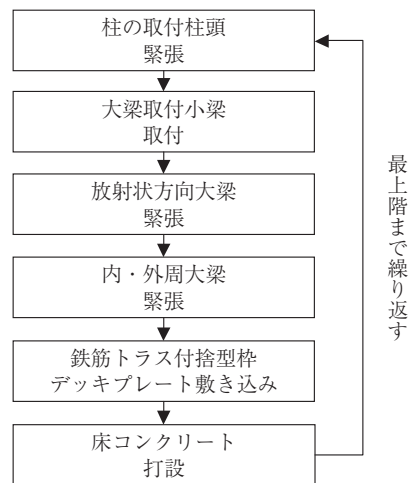 柱の取付柱頭
緊張
大梁取付小梁
取付
放射状方向大梁
緊張
内・外周大梁
緊張
鉄筋トラス付捨型枠
デッキプレート敷き込み
床コンクリート
打設
最上階まで繰り返す